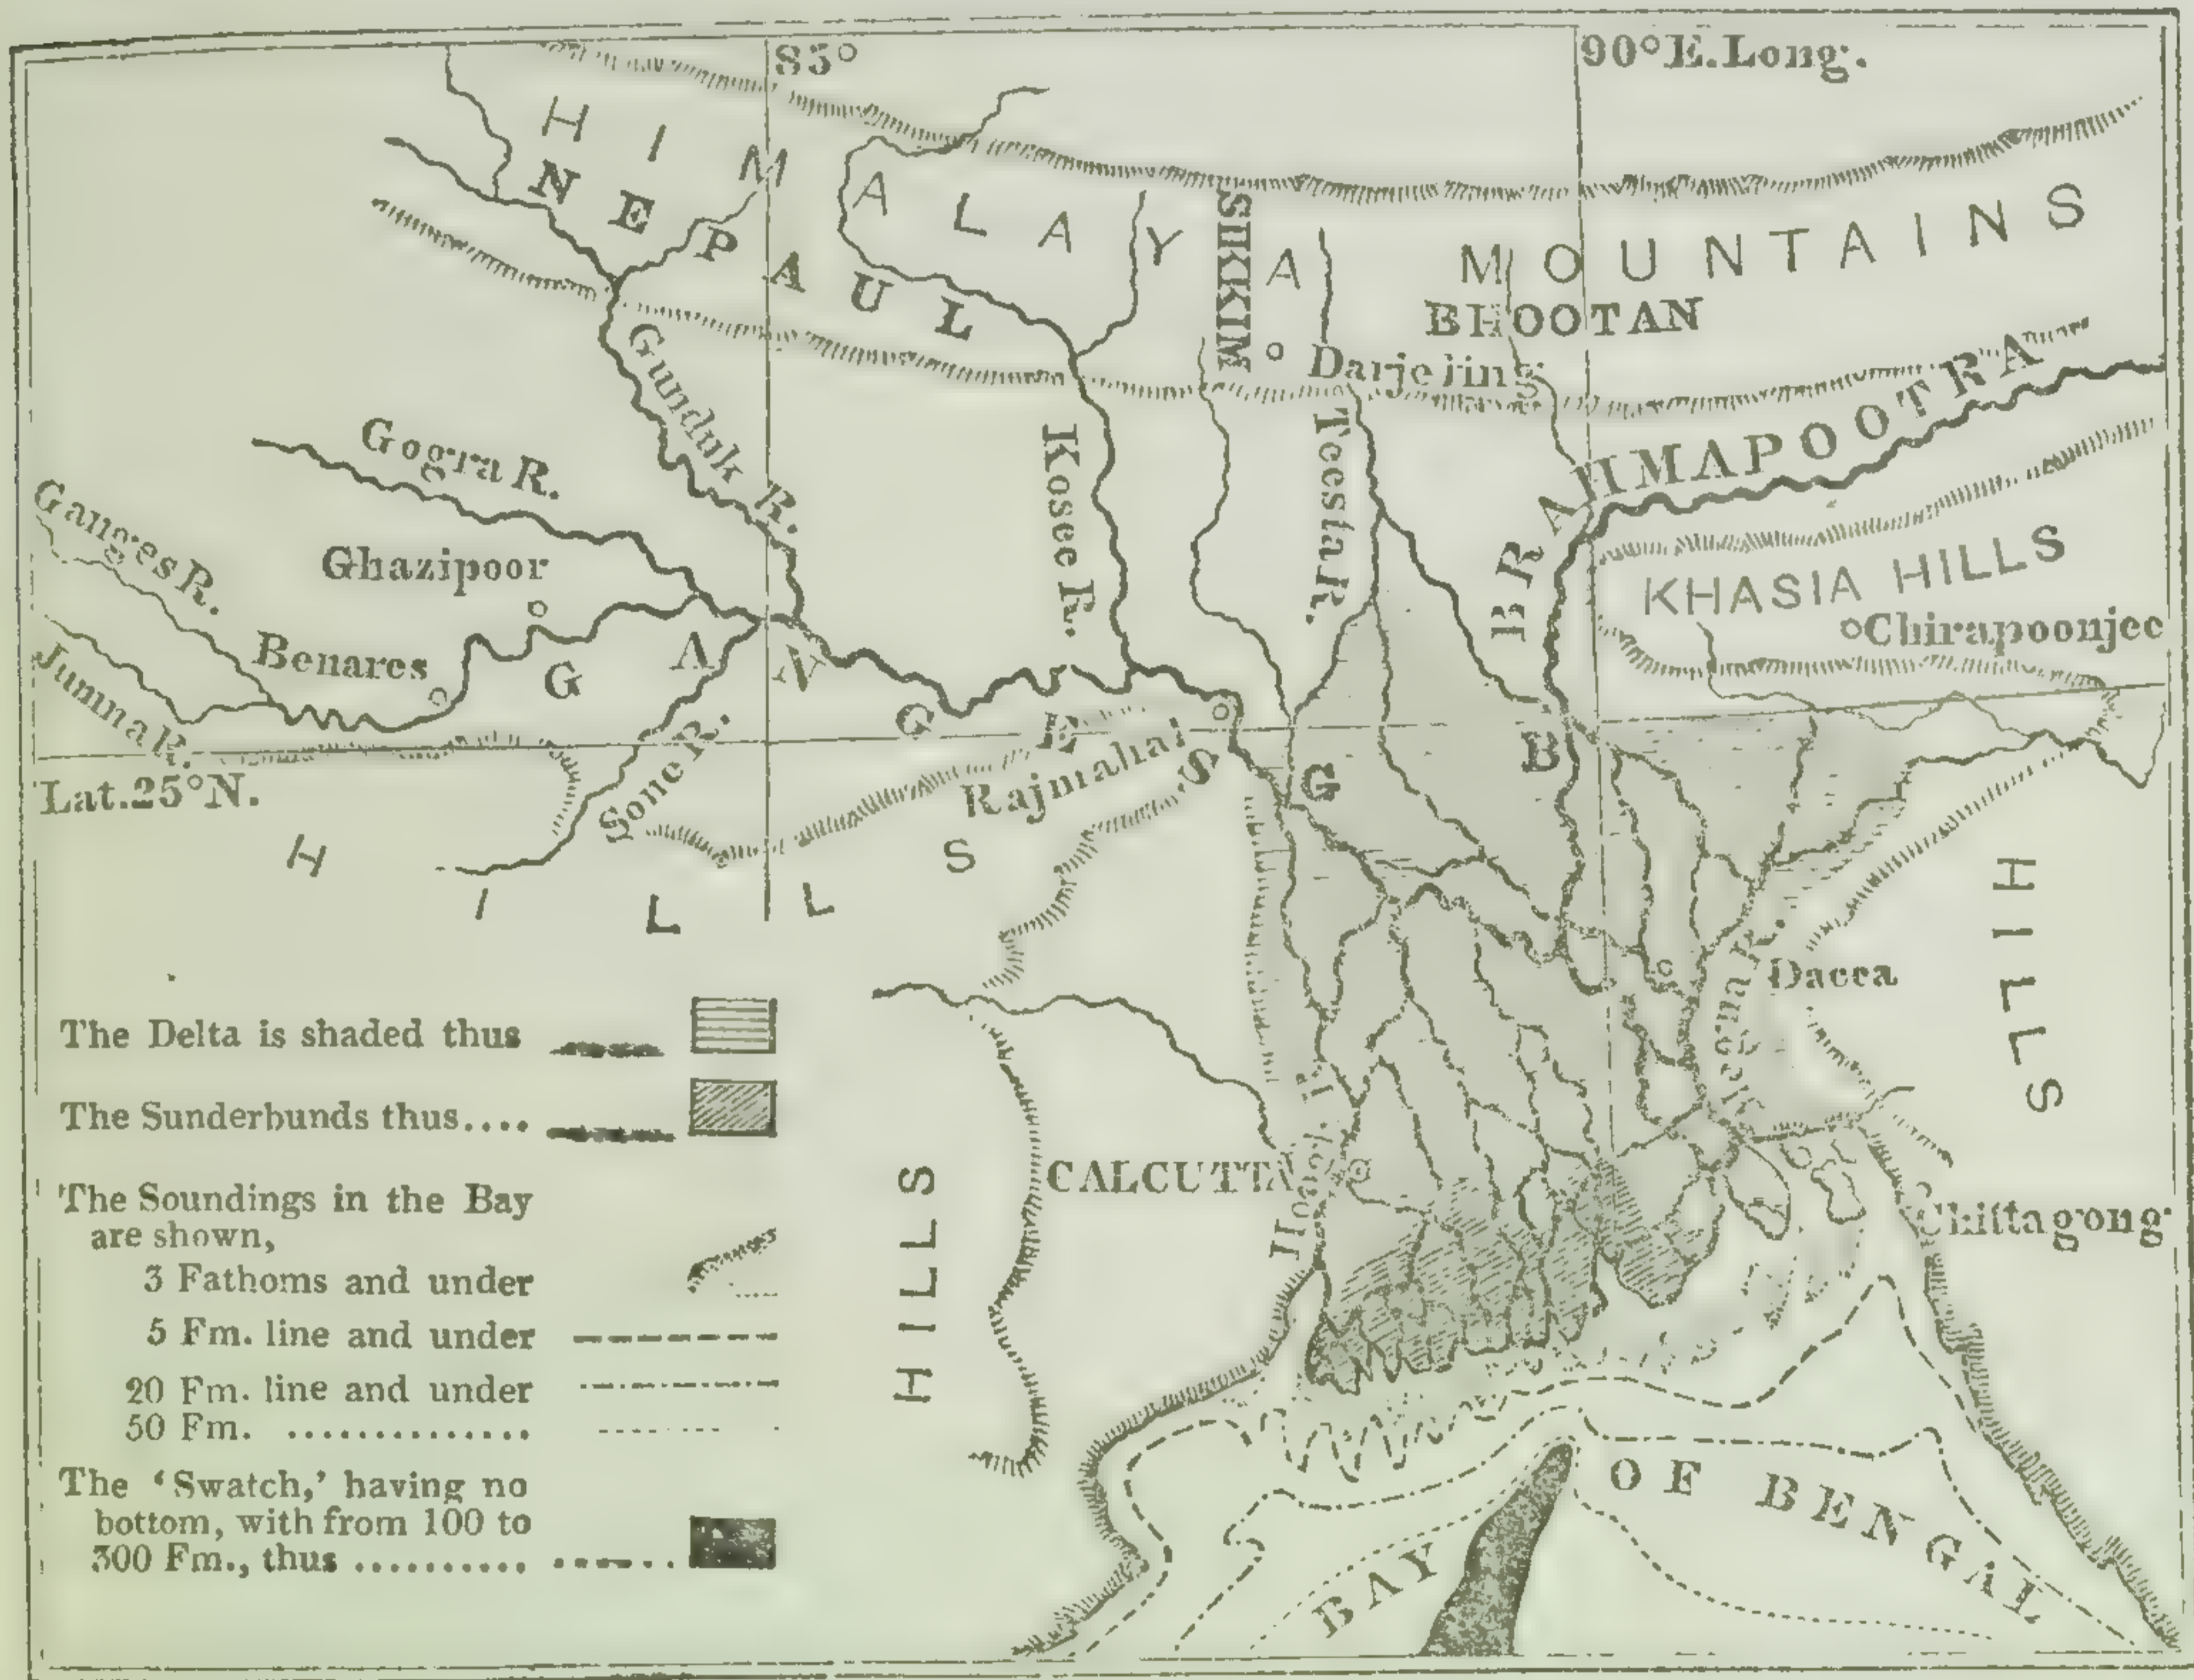 85°
90° E. Long.
HIMALAYA MOUNTAINS
NEPAUL
SIKKIM
BHOOTAN
Darjeling
BRAHMAPOOTRA
Gunduk R.
Gogra R.
Kosee R.
Teesta R.
Ganges R.
Ghazipoor
KHASIA HILLS
Chirapoonjee
Benares
GANGES
Jumna R.
Sone R.
Rajmahal
G
B
Lat. 25° N.
HILLS
HILLS
Dacca
Megna R.
The Delta is shaded thus
The Sunderbunds thus....
CALCUTTA
HILLS
Chittagong
The Soundings in the Bay
are shown,
3 Fathoms and under
5 Fm. line and under
20 Fm. line and under
50 Fm. ..............
BAY OF BENGAL
The ‘Swatch,’ having no
bottom, with from 100 to
300 Fm., thus ..........